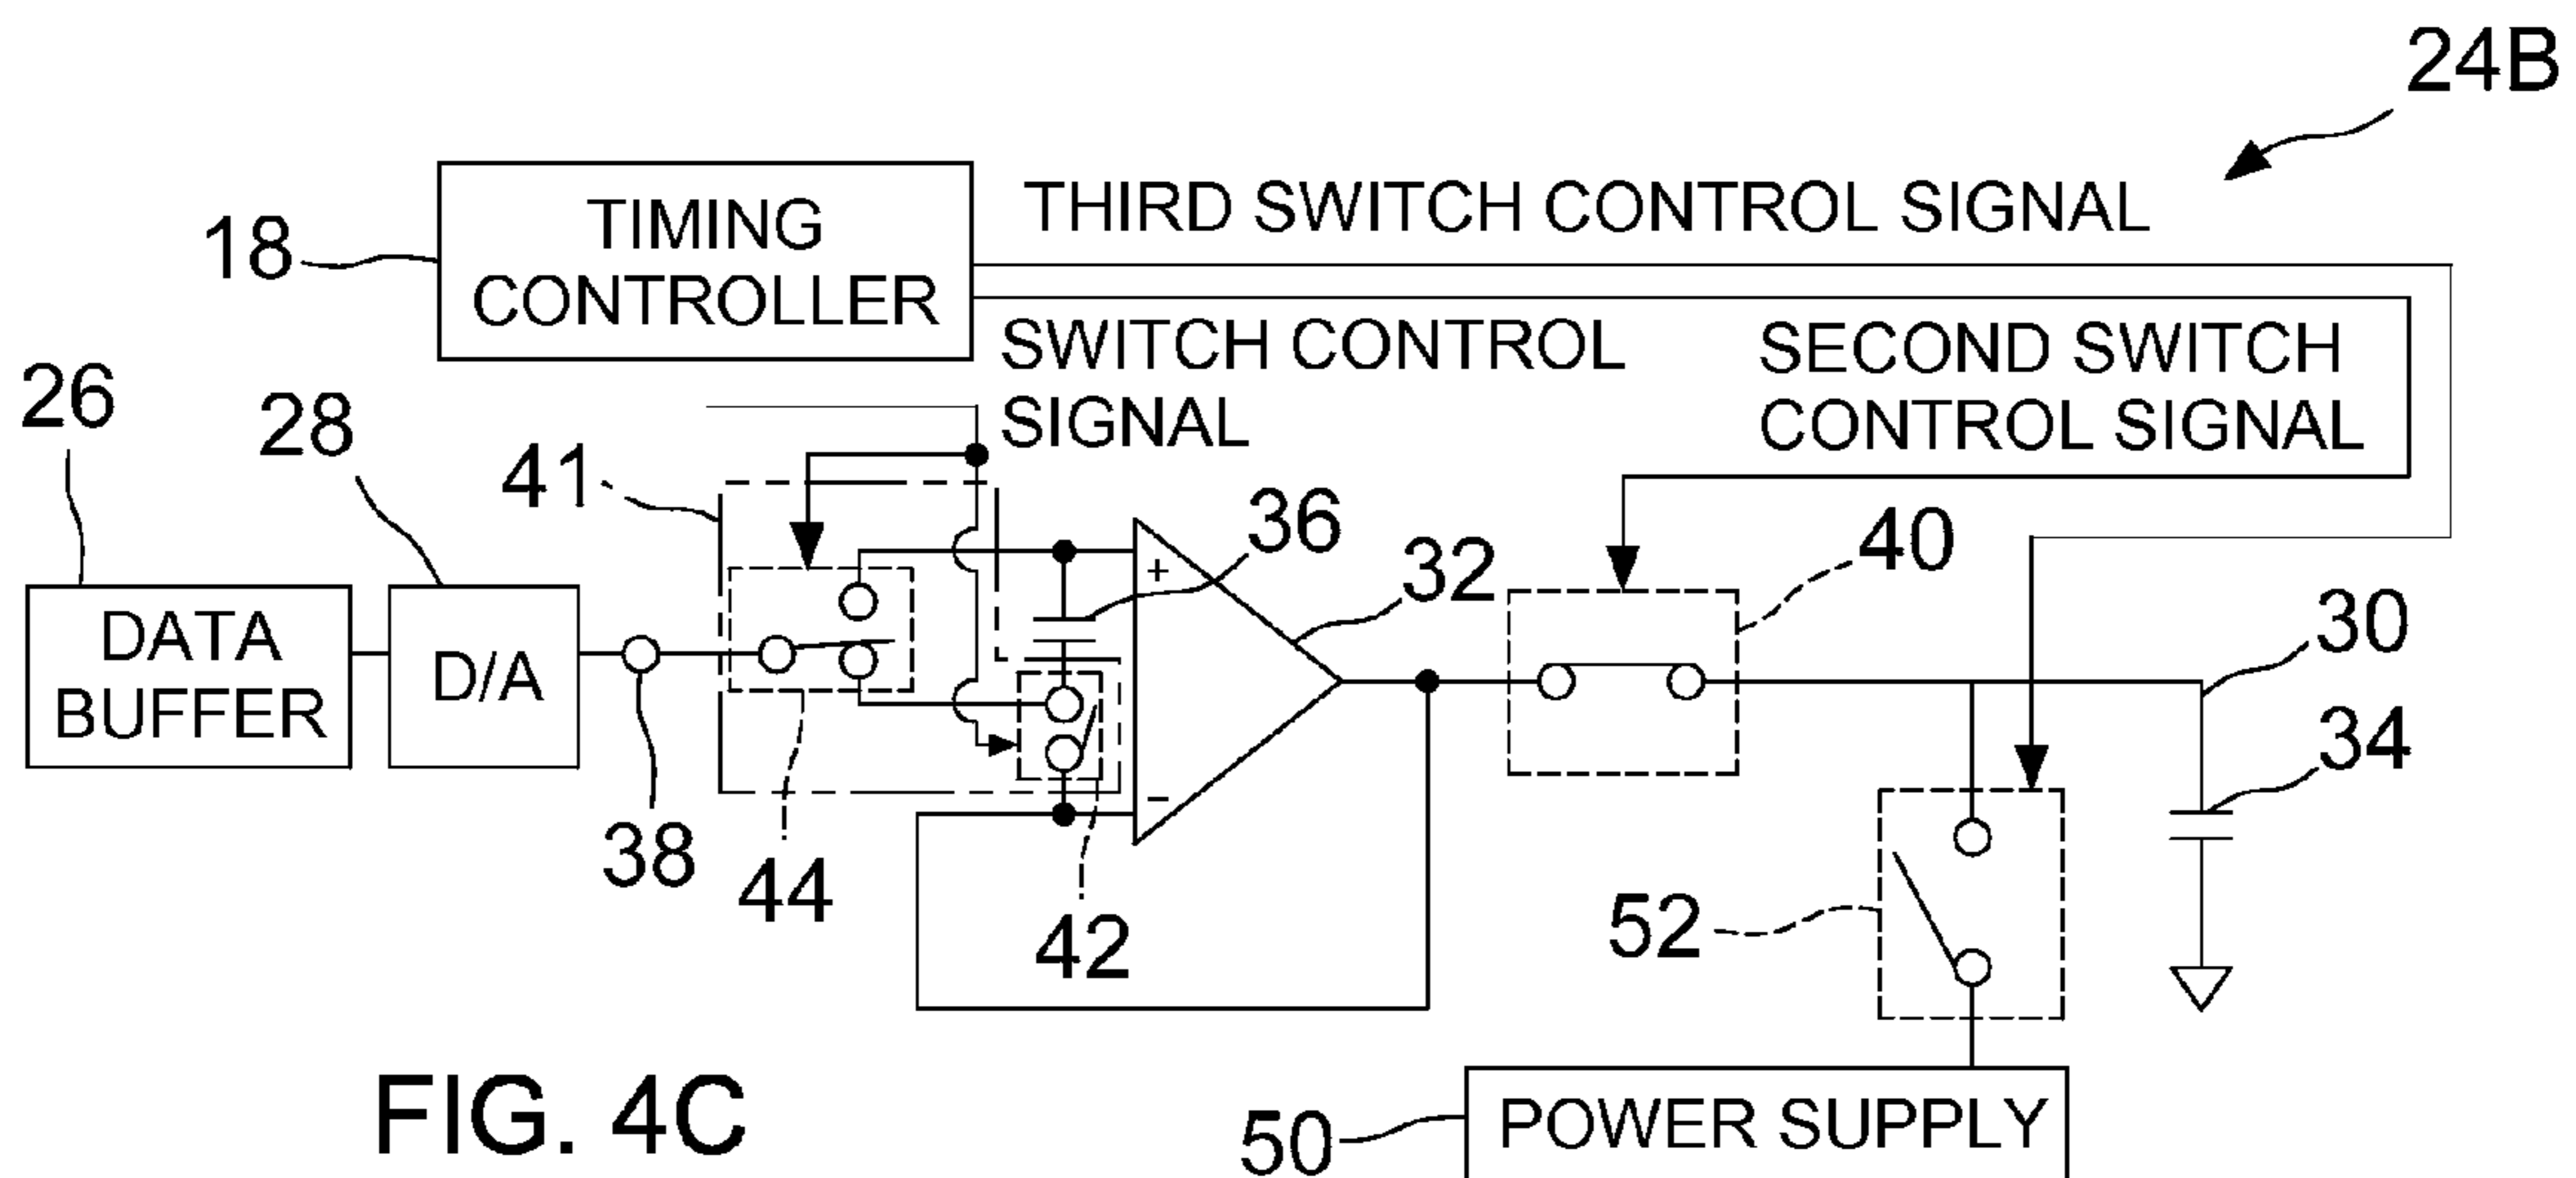 24B
TIMING
CONTROLLER
18
THIRD SWITCH CONTROL SIGNAL
SWITCH CONTROL
SIGNAL
SECOND SWITCH
CONTROL SIGNAL
26
28
41
36
32
40
30
DATA
BUFFER
D/A
38
44
42
+
−
34
52
FIG. 4C
50
POWER SUPPLY